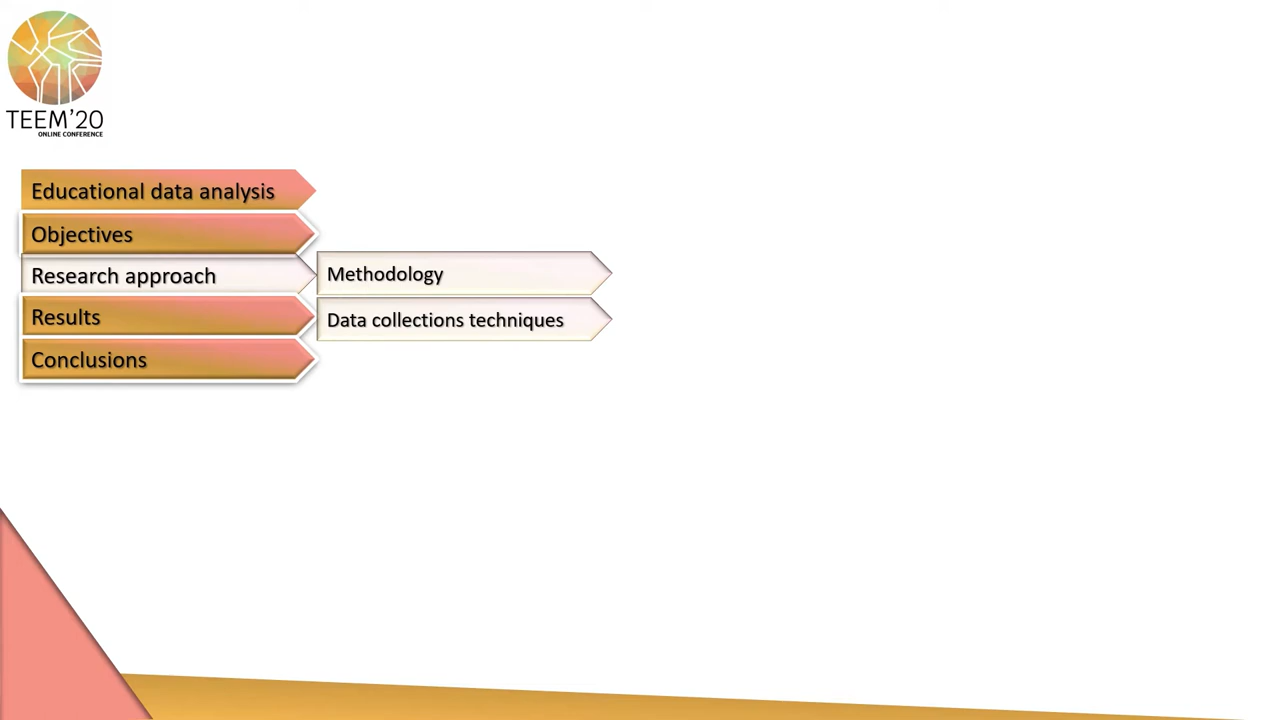 TEEM'20
ONLINE CONFERENCE
Educational data analysis
Objectives
Research approach
Methodology
Results
Data collections techniques
Conclusions